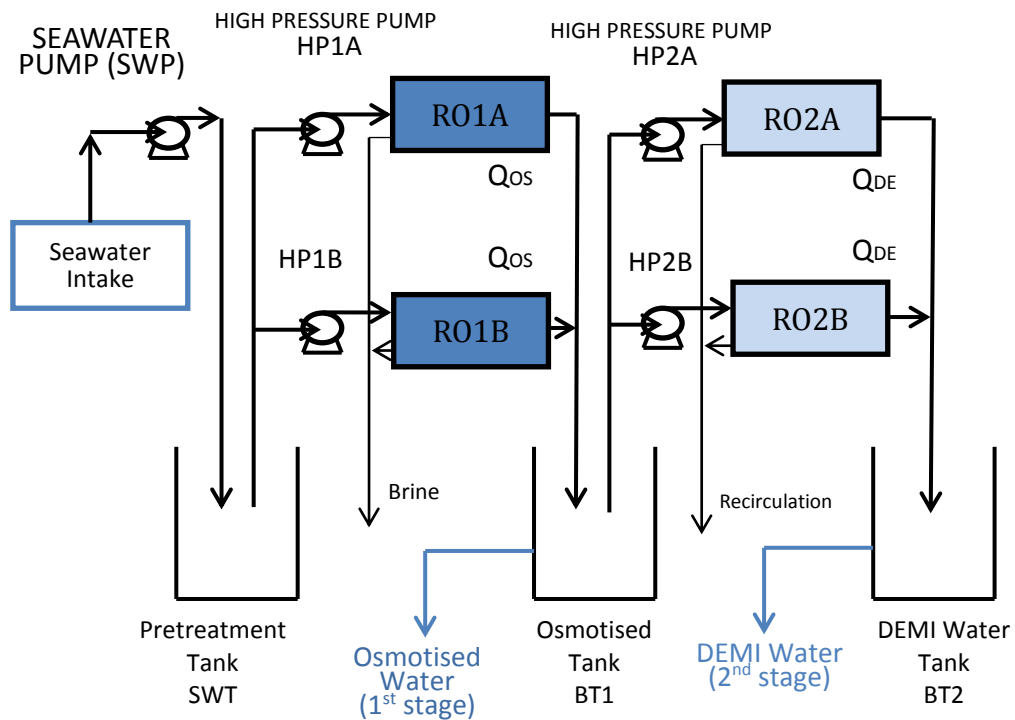 HIGH PRESSURE PUMP
HP1A
HIGH PRESSURE PUMP
HP2A
SEAWATER
PUMP (SWP)
RO1A
RO2A
QOS
QDE
Seawater
Intake
HP1B
QOS
HP2B
QDE
RO1B
RO2B
Brine
Recirculation
Pretreatment
Tank
SWT
Osmotised
Water
(1st stage)
Osmotised
Tank
BT1
DEMI Water
(2nd stage)
DEMI Water
Tank
BT2